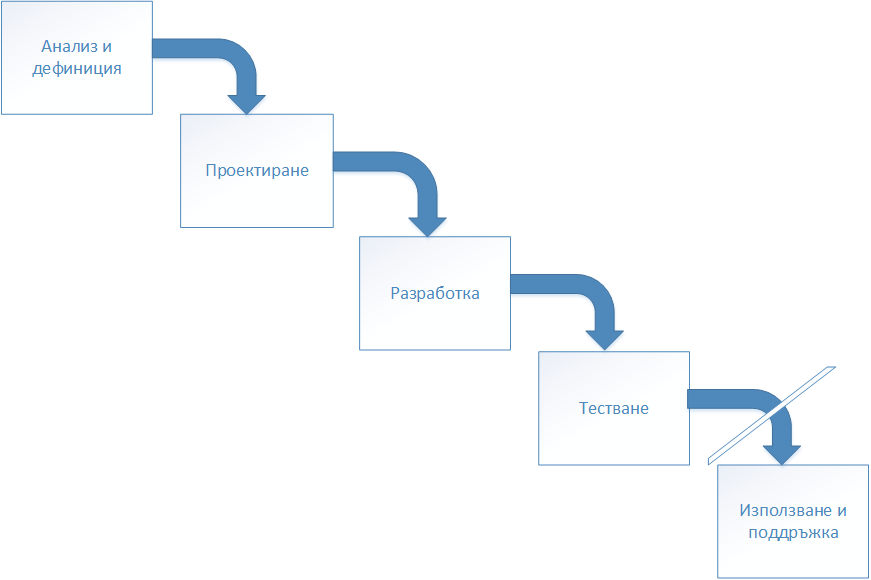 Анализ и
дефиниция
Проектиране
Разработка
Тестване
Използване и
поддръжка